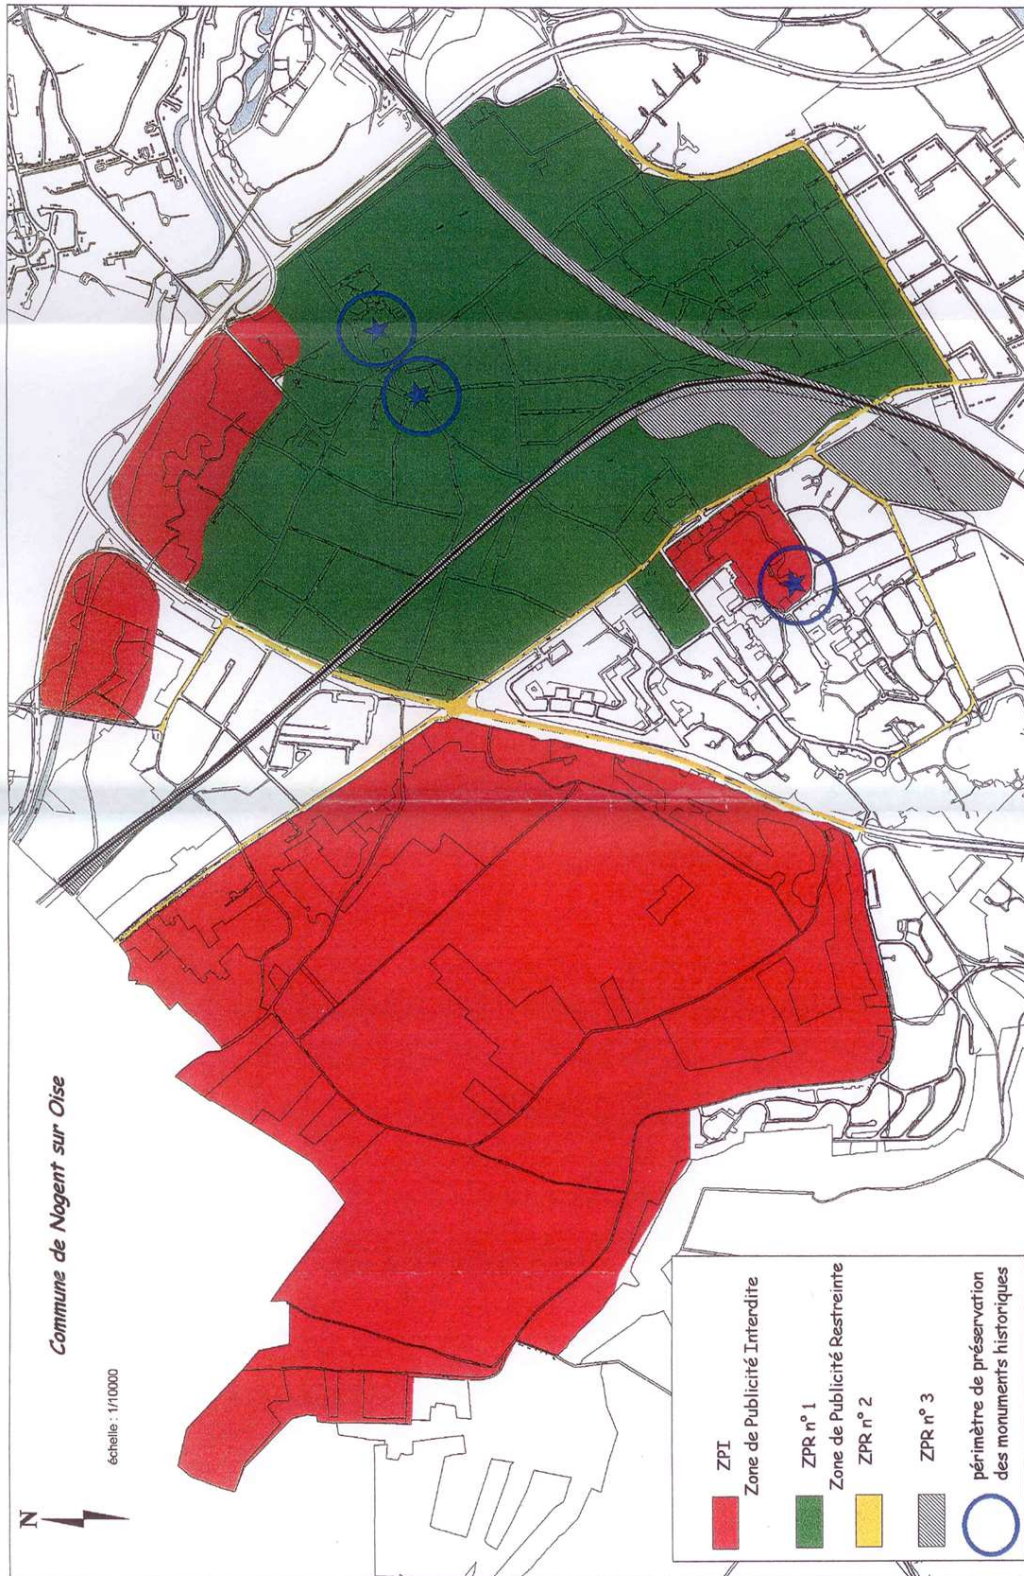 Commune de Nogent sur Oise
échelle : 1/10000
N
ZPI
Zone de Publicité Interdite
ZPR n° 1
Zone de Publicité Restreinte
ZPR n° 2
ZPR n° 3
périmètre de préservation
des monuments historiques